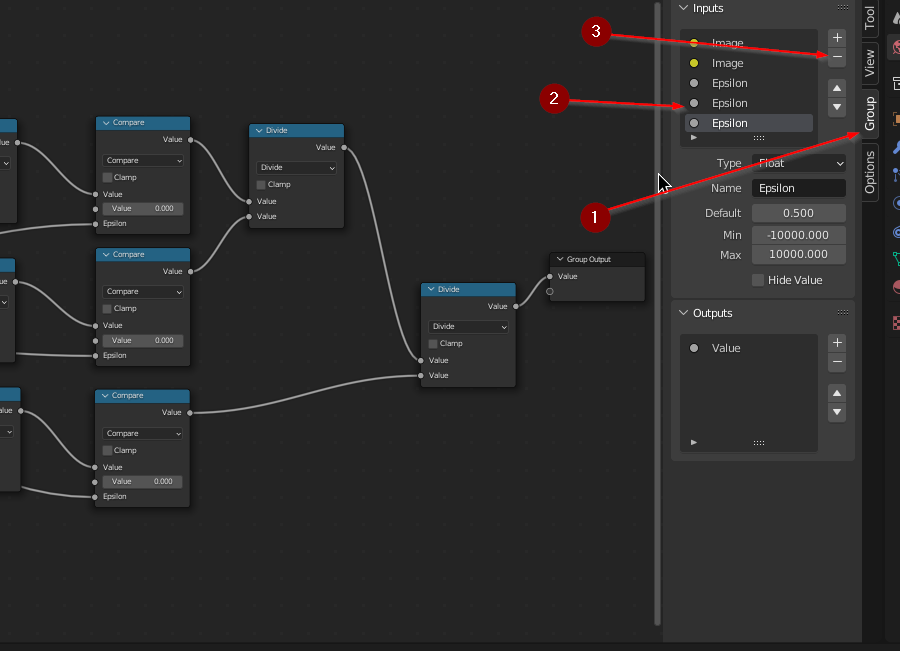 Inputs
Image
Image
Epsilon
Epsilon
Epsilon
+
−
Type Float
Name Epsilon
Default 0.500
Min -10000.000
Max 10000.000
Hide Value
Outputs
Value
+
−
Tool
View
Group
Options
3
2
1
Compare
Value
Compare
Clamp
Value
Value 0.000
Epsilon
Compare
Value
Compare
Clamp
Value
Value 0.000
Epsilon
Compare
Value
Compare
Clamp
Value
Value 0.000
Epsilon
Divide
Value
Divide
Clamp
Value
Value
Divide
Value
Divide
Clamp
Value
Value
Group Output
Value